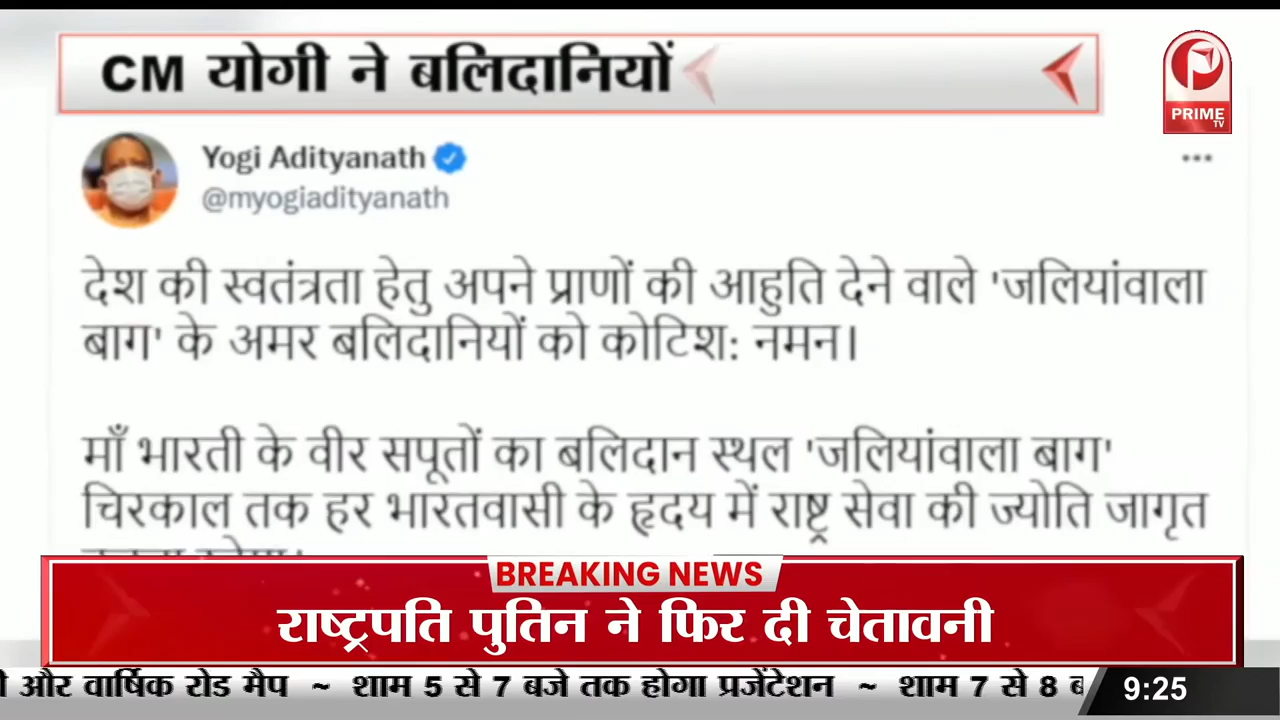 CM योगी ने बलिदानियों
PRIME
TV
Yogi Adityanath
@myogiadityanath
देश की स्वतंत्रता हेतु अपने प्राणों की आहुति देने वाले 'जलियांवाला
बाग' के अमर बलिदानियों को कोटिश: नमन।
माँ भारती के वीर सपूतों का बलिदान स्थल 'जलियांवाला बाग'
चिरकाल तक हर भारतवासी के हृदय में राष्ट्र सेवा की ज्योति जागृत
BREAKING NEWS
राष्ट्रपति पुतिन ने फिर दी चेतावनी
और वार्षिक रोड मैप ~ शाम 5 से 7 बजे तक होगा प्रजेंटेशन ~ शाम 7 से 8
9:25